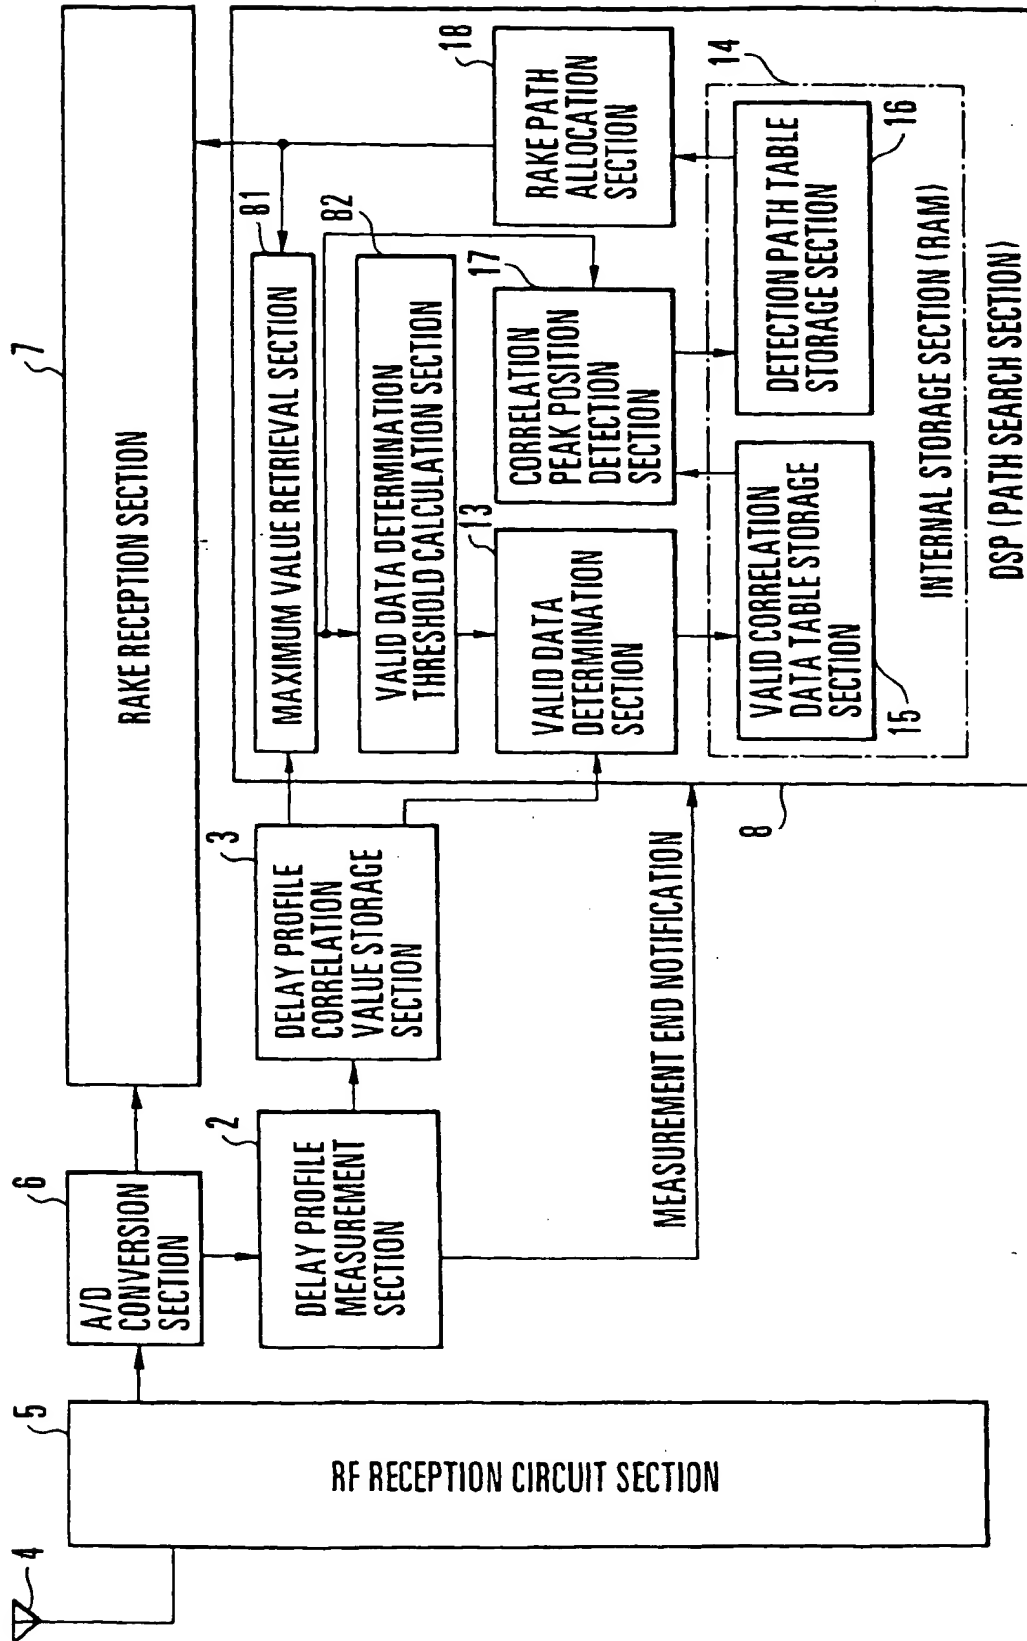 4
5
RF RECEPTION CIRCUIT SECTION
6
A/D
CONVERSION
SECTION
7
RAKE RECEPTION SECTION
2
DELAY PROFILE
MEASUREMENT
SECTION
3
DELAY PROFILE
CORRELATION
VALUE STORAGE
SECTION
MEASUREMENT END NOTIFICATION
8
81
MAXIMUM VALUE RETRIEVAL SECTION
82
VALID DATA DETERMINATION
THRESHOLD CALCULATION SECTION
13
VALID DATA
DETERMINATION
SECTION
17
CORRELATION
PEAK POSITION
DETECTION
SECTION
18
RAKE PATH
ALLOCATION
SECTION
14
15
VALID CORRELATION
DATA TABLE STORAGE
SECTION
16
DETECTION PATH TABLE
STORAGE SECTION
INTERNAL STORAGE SECTION (RAM)
DSP (PATH SEARCH SECTION)